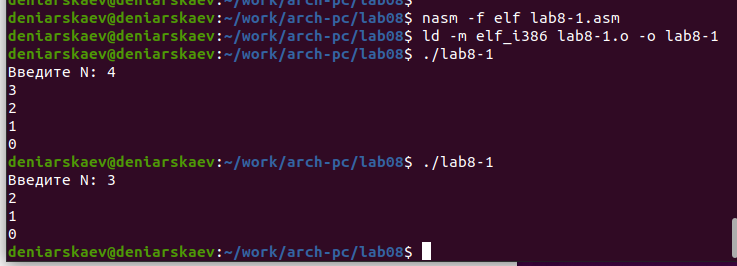 deniarskaev@deniarskaev:~/work/arch-pc/lab08$ nasm -f elf lab8-1.asm
deniarskaev@deniarskaev:~/work/arch-pc/lab08$ ld -m elf_i386 lab8-1.o -o lab8-1
deniarskaev@deniarskaev:~/work/arch-pc/lab08$ ./lab8-1
Введите N: 4
3
2
1
0
deniarskaev@deniarskaev:~/work/arch-pc/lab08$ ./lab8-1
Введите N: 3
2
1
0
deniarskaev@deniarskaev:~/work/arch-pc/lab08$